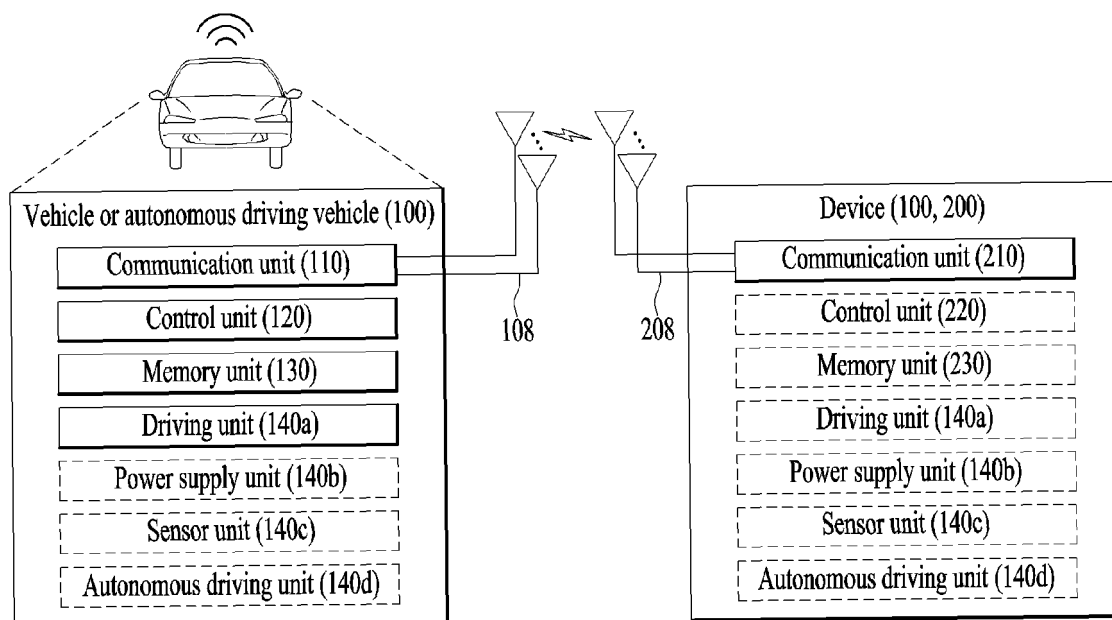 Vehicle or autonomous driving vehicle (100)
Communication unit (110)
Control unit (120)
Memory unit (130)
Driving unit (140a)
Power supply unit (140b)
Sensor unit (140c)
Autonomous driving unit (140d)
108
208
Device (100, 200)
Communication unit (210)
Control unit (220)
Memory unit (230)
Driving unit (140a)
Power supply unit (140b)
Sensor unit (140c)
Autonomous driving unit (140d)